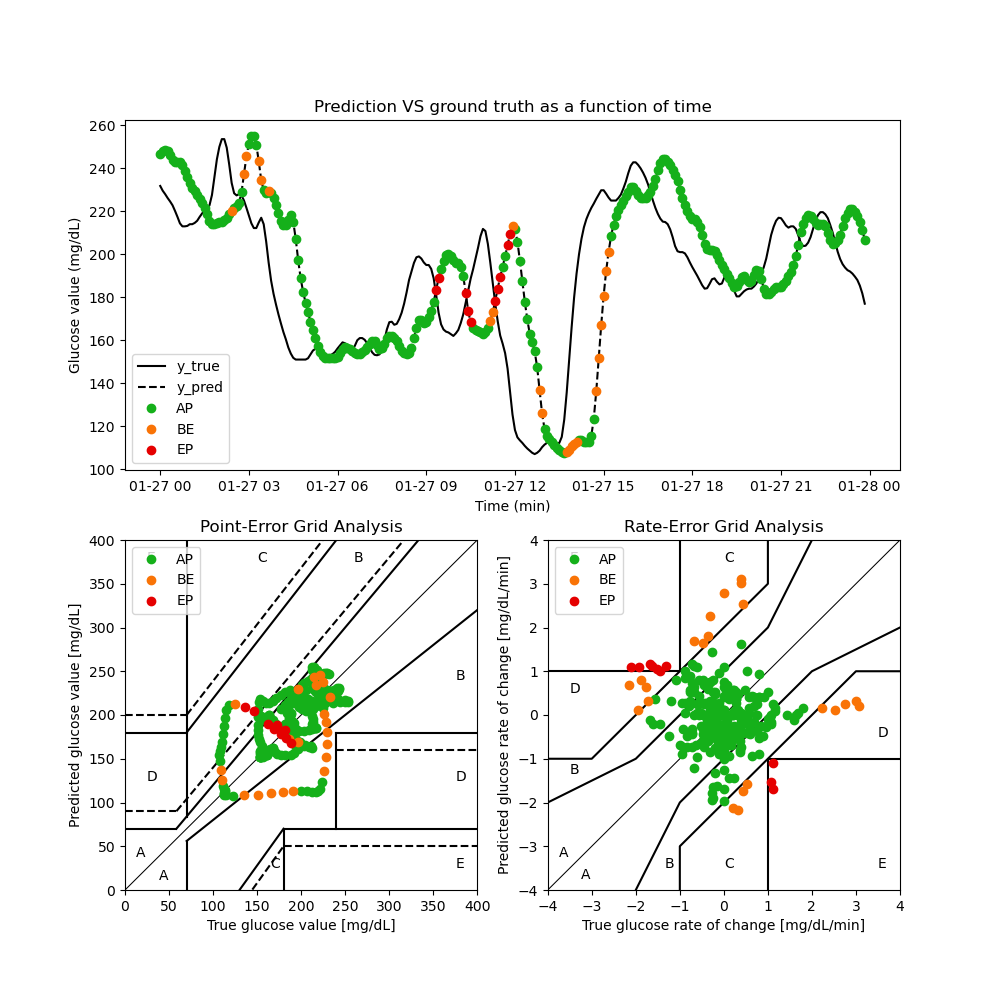 Prediction VS ground truth as a function of time
Glucose value (mg/dL)
260
240
220
200
180
160
140
120
100
y_true
y_pred
AP
BE
EP
01-27 00 01-27 03 01-27 06 01-27 09 01-27 12 01-27 15 01-27 18 01-27 21 01-28 00
Time (min)
Point-Error Grid Analysis
Predicted glucose value [mg/dL]
400
350
300
250
200
150
100
50
0
AP
BE
EP
C
B
B
D
D
A
A
C
E
0 50 100 150 200 250 300 350 400
True glucose value [mg/dL]
Rate-Error Grid Analysis
Predicted glucose rate of change [mg/dL/min]
4
3
2
1
0
−1
−2
−3
−4
AP
BE
EP
C
D
D
B
A
A
B
C
E
−4 −3 −2 −1 0 1 2 3 4
True glucose rate of change [mg/dL/min]